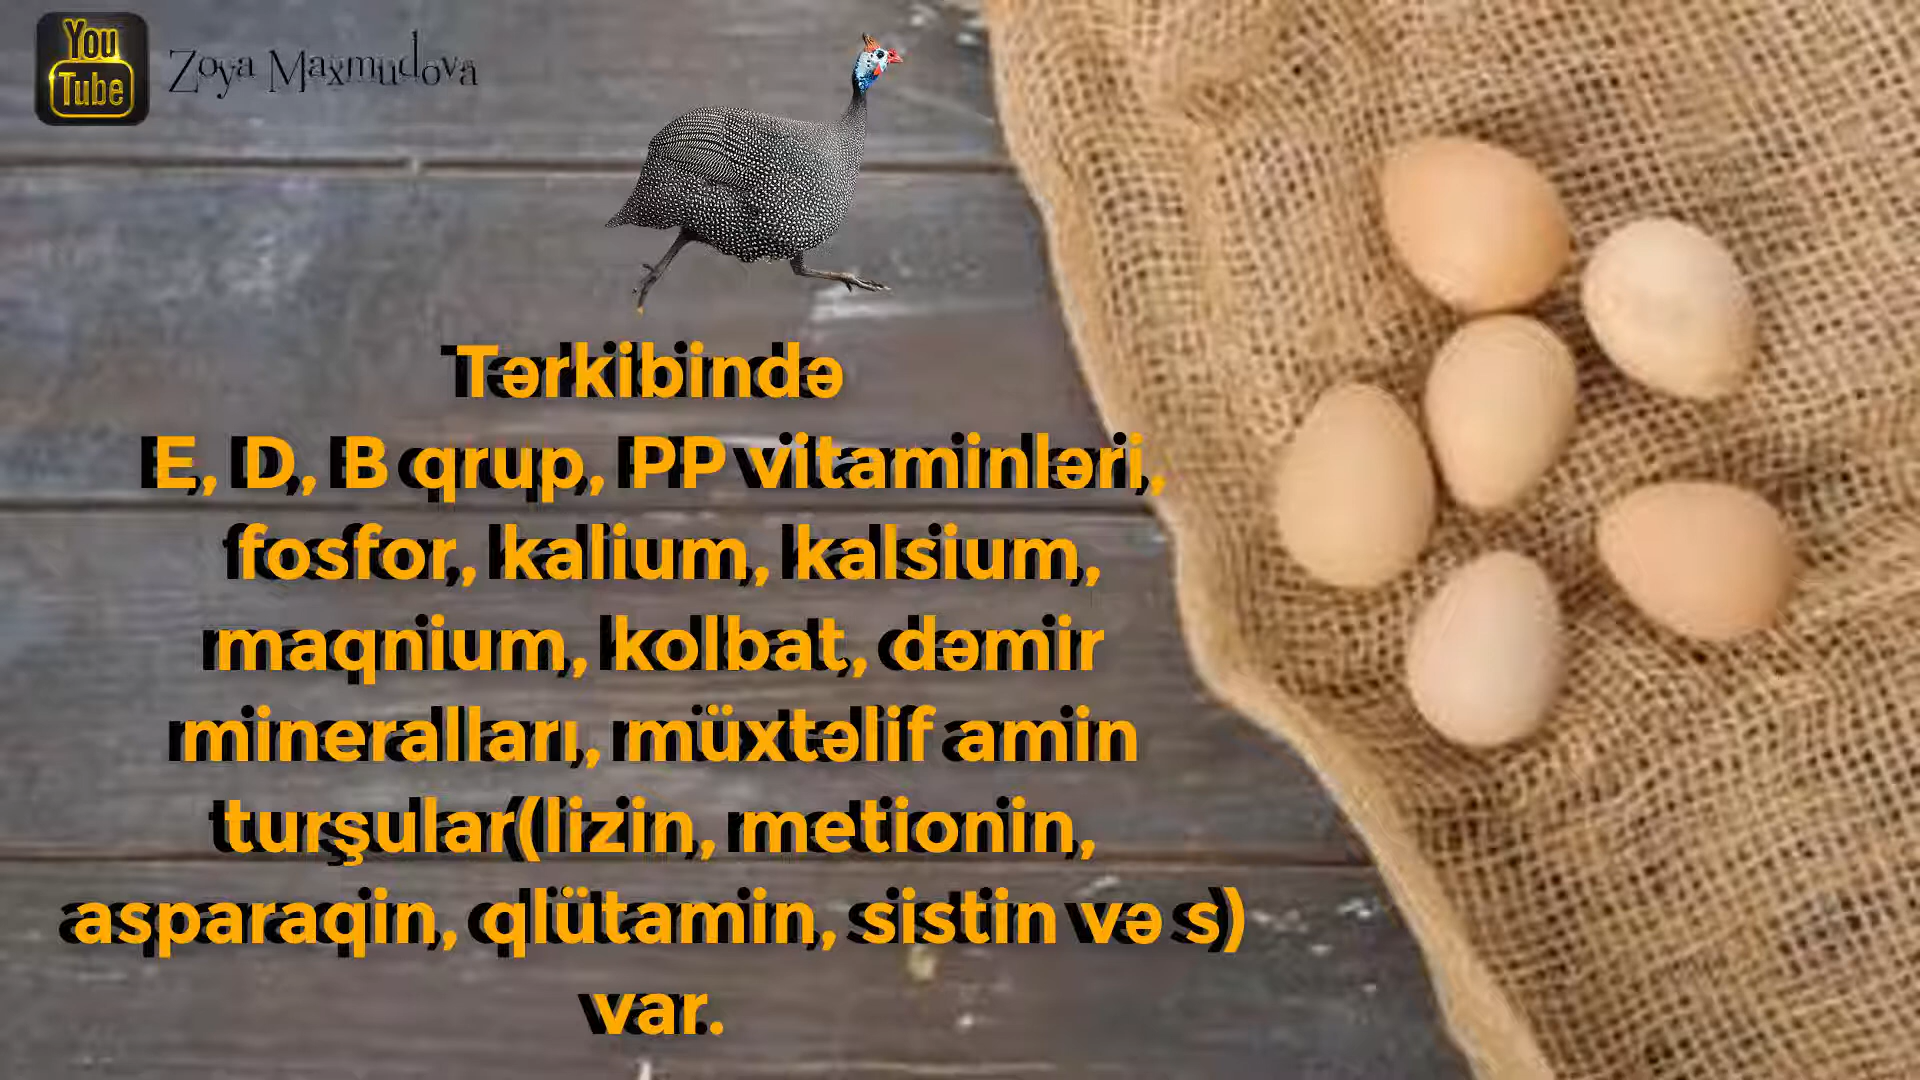 You
Tube
Zoya Maxmudova
Tərkibində
E, D, B qrup, PP vitaminləri,
fosfor, kalium, kalsium,
maqnium, kolbat, dəmir
mineralları, müxtəlif amin
turşular(lizin, metionin,
asparaqin, qlütamin, sistin və s)
var.